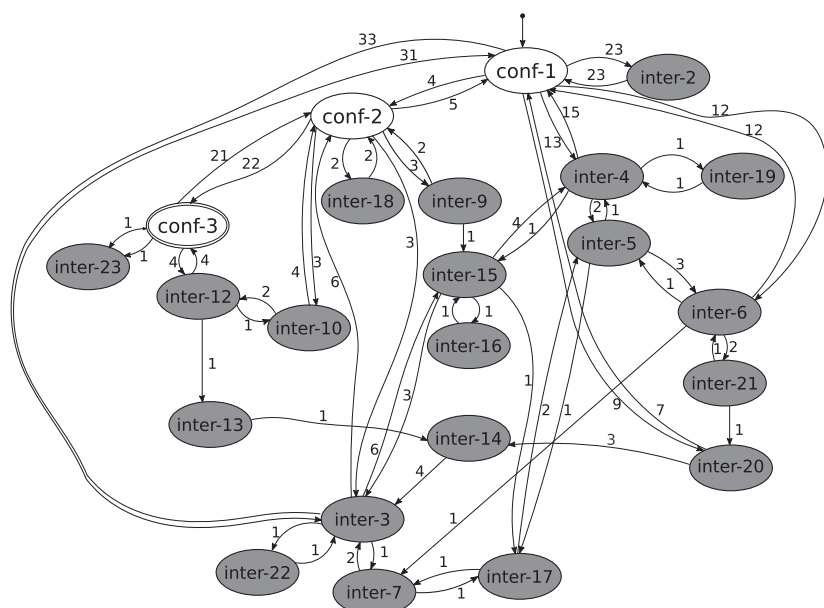 33
31
23
conf-1
23
inter-2
4
5
12
15
12
conf-2
13
21
22
2
2
3
2
3
1
inter-4
1
inter-19
inter-18
inter-9
4
1
2
1
1
conf-3
1
4
4
inter-23
inter-12
2
1
inter-10
4
3
6
inter-15
1
1
inter-16
inter-5
3
1
inter-6
1
2
inter-21
1
1
3
1
2
1
9
7
inter-13
1
inter-14
3
inter-20
6
4
1
inter-3
1
1
inter-22
2
1
inter-7
1
1
inter-17